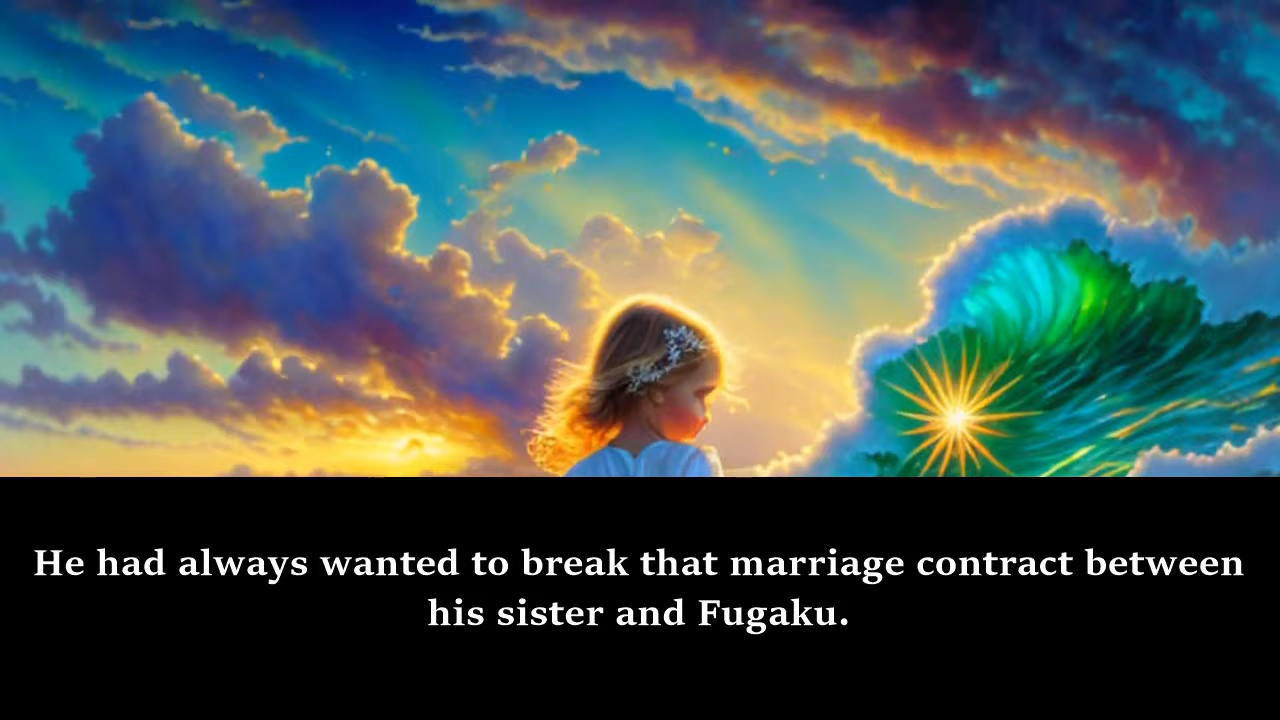 He had always wanted to break that marriage contract between
his sister and Fugaku.